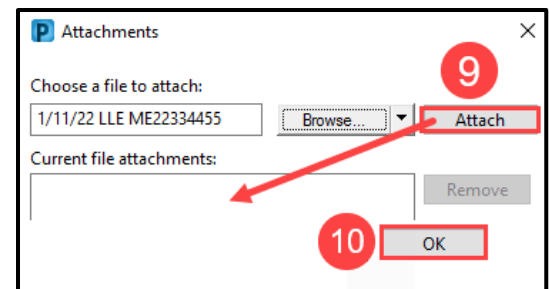 P Attachments
9
Choose a file to attach:
1/11/22 LLE ME22334455 Browse... Attach
Current file attachments:
Remove
10 OK